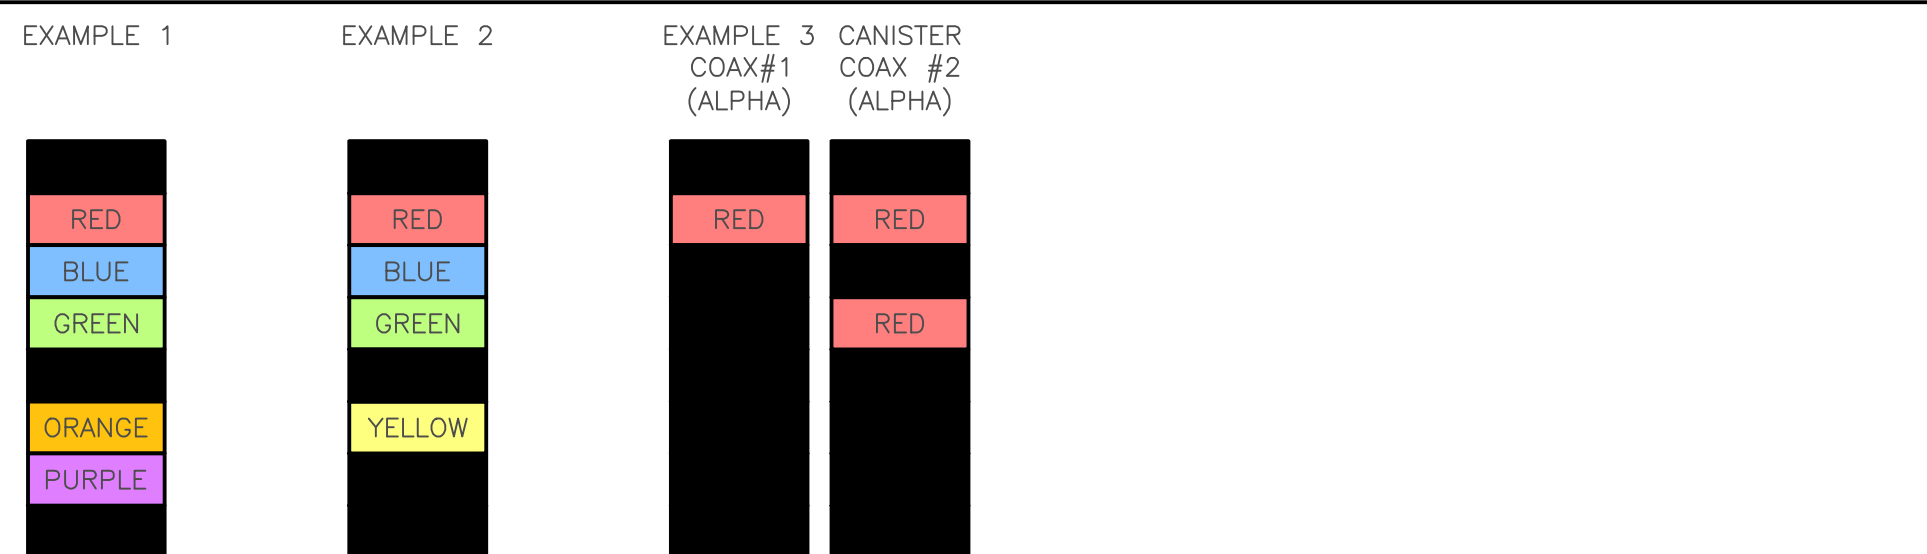 EXAMPLE 1
EXAMPLE 2
EXAMPLE 3
COAX#1
(ALPHA)
CANISTER
COAX #2
(ALPHA)
RED
BLUE
GREEN
ORANGE
PURPLE
RED
BLUE
GREEN
YELLOW
RED
RED
RED